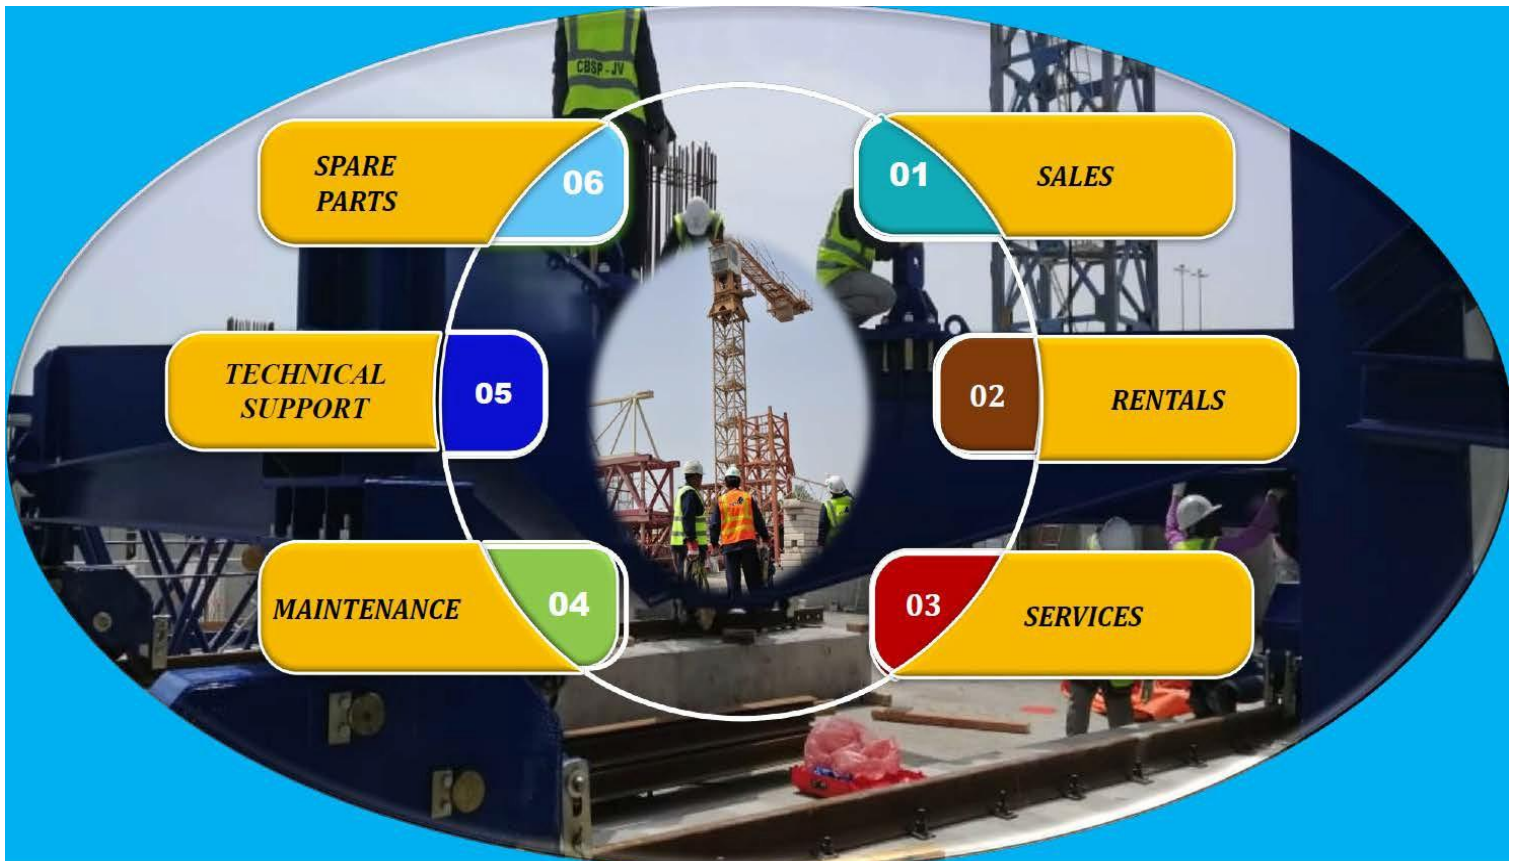 CBSP - JV
01
SALES
02
RENTALS
03
SERVICES
04
MAINTENANCE
05
TECHNICAL
SUPPORT
06
SPARE
PARTS